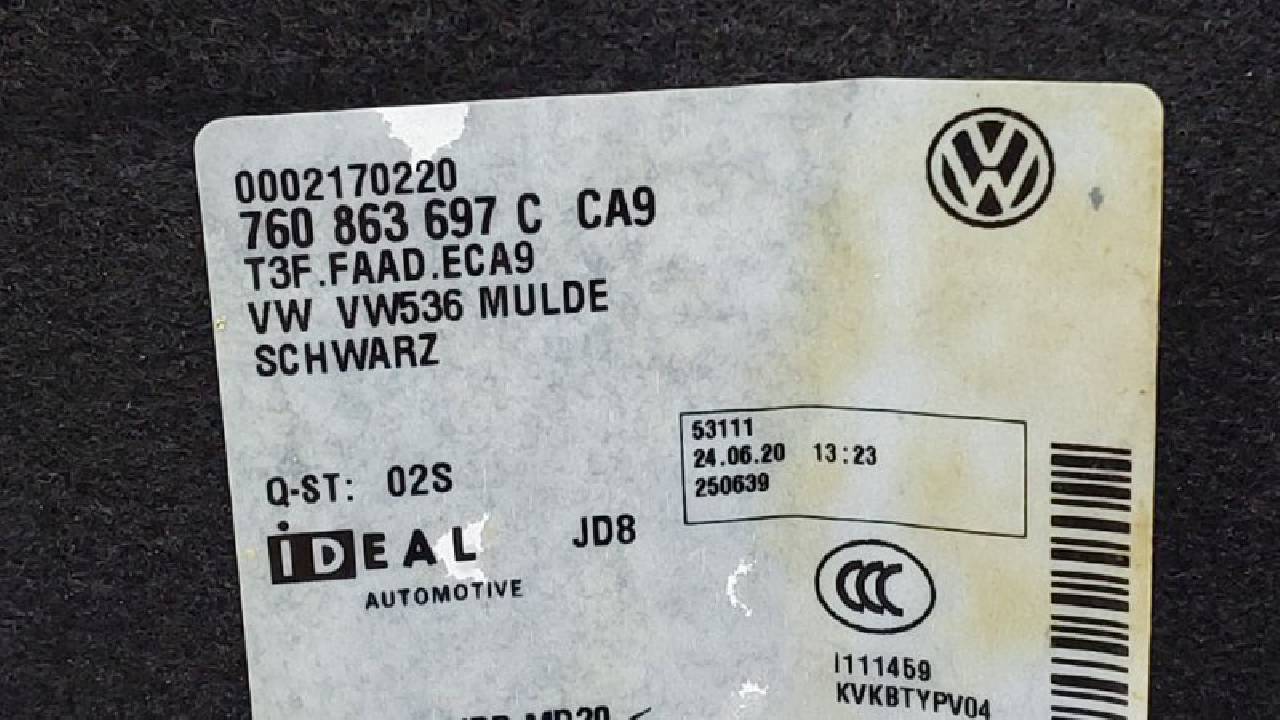 0002170220
760 863 697 C CA9
T3F.FAAD.ECA9
VW VW536 MULDE
SCHWARZ
53111
24.06.20 13:23
250639
Q-ST: 02S
iDEAL
AUTOMOTIVE
JD8
CCC
I111459
KVKBTYPV04